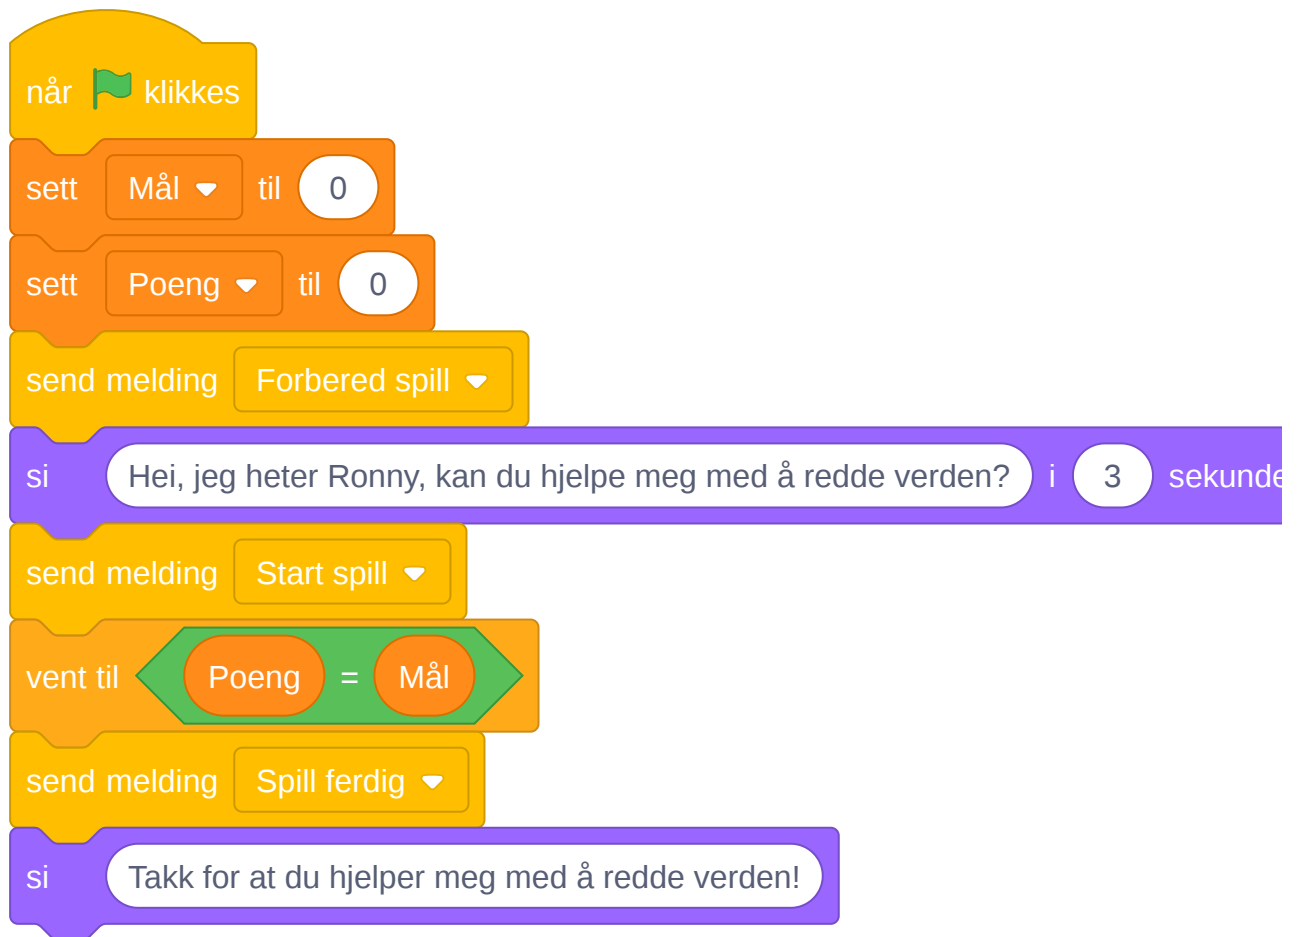 når klikkes
sett Mål til 0
sett Poeng til 0
send melding Forbered spill
si Hei, jeg heter Ronny, kan du hjelpe meg med å redde verden? i 3 sekunde
send melding Start spill
vent til Poeng = Mål
send melding Spill ferdig
si Takk for at du hjelper meg med å redde verden!